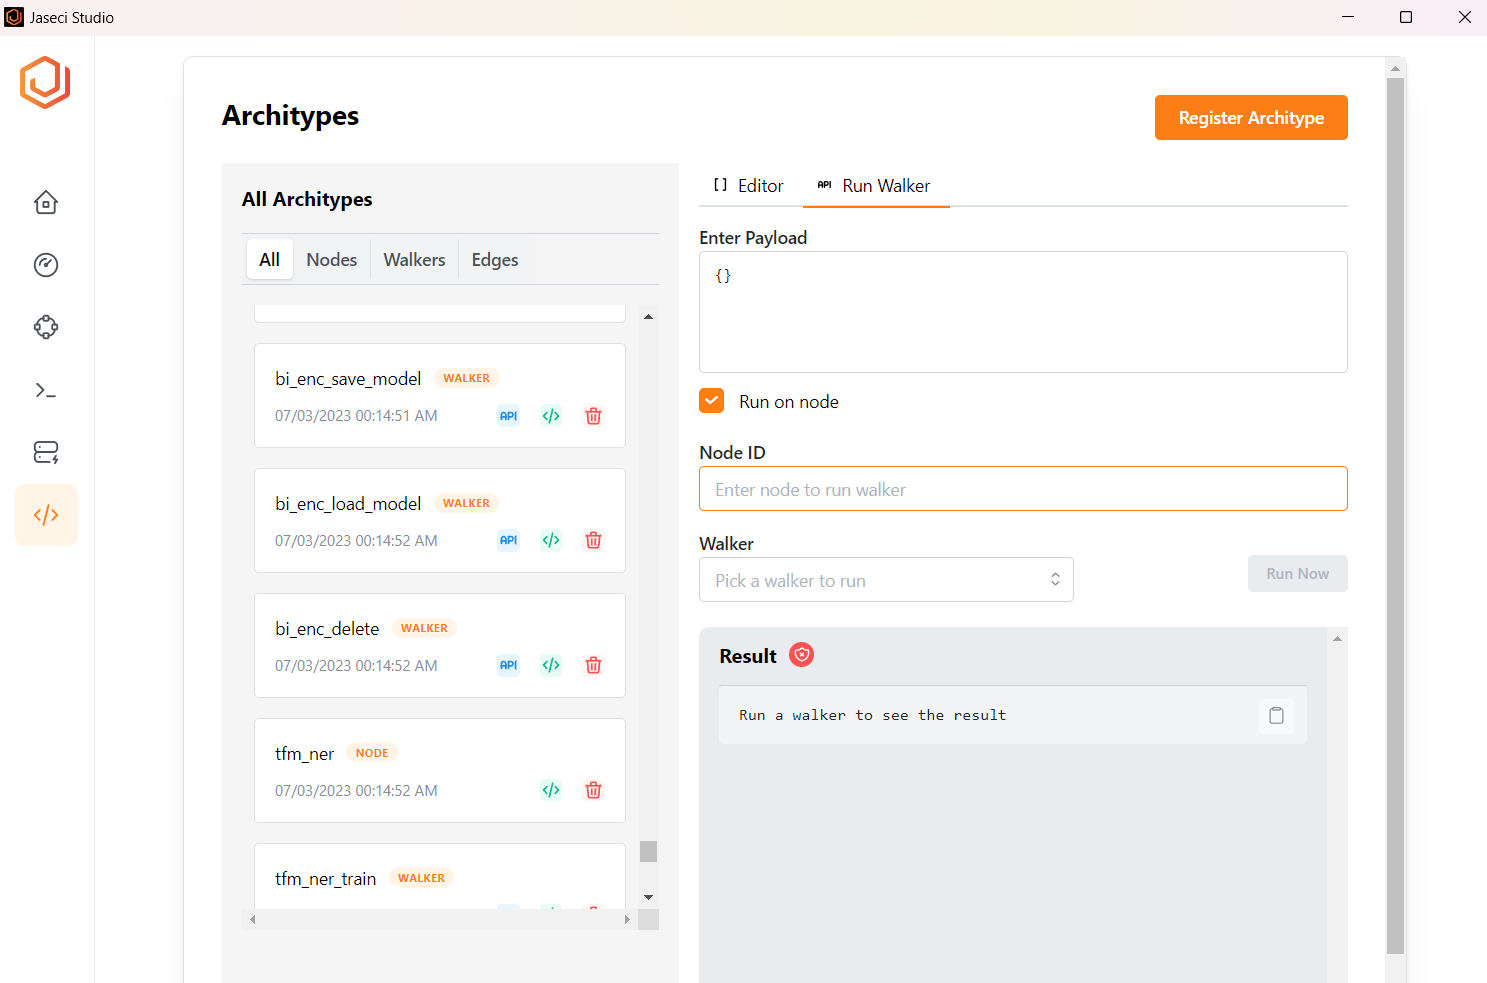 Jaseci Studio
Architypes
Register Architype
All Architypes
All
Nodes
Walkers
Edges
bi_enc_save_model WALKER
07/03/2023 00:14:51 AM API </>
bi_enc_load_model WALKER
07/03/2023 00:14:52 AM API </>
bi_enc_delete WALKER
07/03/2023 00:14:52 AM API </>
tfm_ner NODE
07/03/2023 00:14:52 AM </>
tfm_ner_train WALKER
[] Editor
API Run Walker
Enter Payload
{}
Run on node
Node ID
Enter node to run walker
Walker
Pick a walker to run
Run Now
Result
Run a walker to see the result